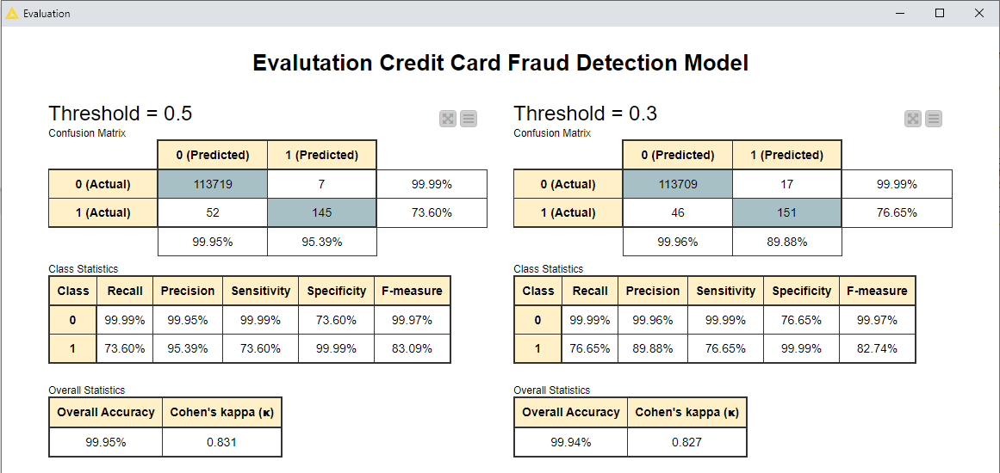 Evaluation
Evalutation Credit Card Fraud Detection Model
Threshold = 0.5
Confusion Matrix
0 (Predicted) 1 (Predicted)
0 (Actual) 113719 7 99.99%
1 (Actual) 52 145 73.60%
99.95% 95.39%
Class Statistics
Class Recall Precision Sensitivity Specificity F-measure
0 99.99% 99.95% 99.99% 73.60% 99.97%
1 73.60% 95.39% 73.60% 99.99% 83.09%
Overall Statistics
Overall Accuracy Cohen's kappa (κ)
99.95% 0.831
Threshold = 0.3
Confusion Matrix
0 (Predicted) 1 (Predicted)
0 (Actual) 113709 17 99.99%
1 (Actual) 46 151 76.65%
99.96% 89.88%
Class Statistics
Class Recall Precision Sensitivity Specificity F-measure
0 99.99% 99.96% 99.99% 76.65% 99.97%
1 76.65% 89.88% 76.65% 99.99% 82.74%
Overall Statistics
Overall Accuracy Cohen's kappa (κ)
99.94% 0.827